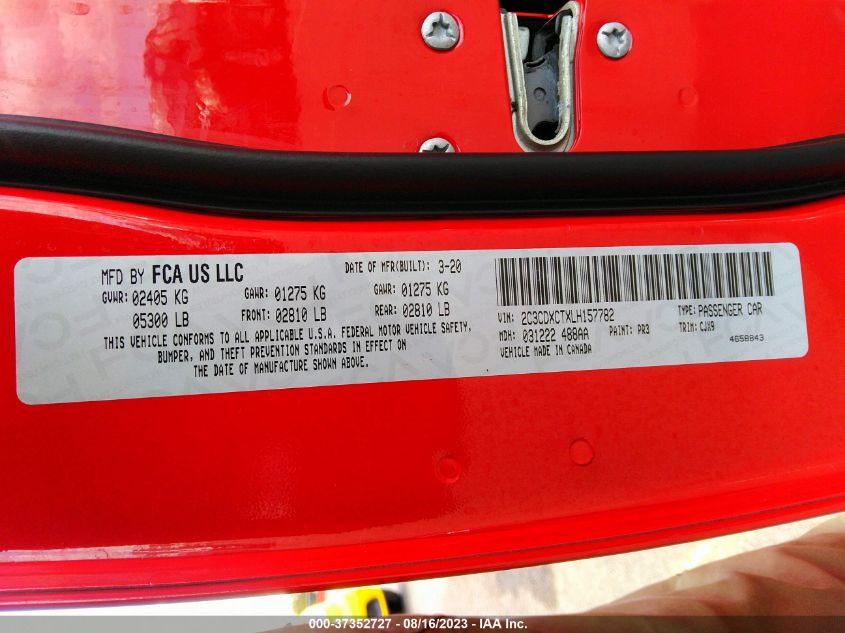 MFD BY FCA US LLC
DATE OF MFR(BUILT): 3-20
GVWR: 02405 KG GAWR: 01275 KG GAWR: 01275 KG
05300 LB FRONT: 02810 LB REAR: 02810 LB
THIS VEHICLE CONFORMS TO ALL APPLICABLE U.S.A. FEDERAL MOTOR VEHICLE SAFETY,
BUMPER, AND THEFT PREVENTION STANDARDS IN EFFECT ON
THE DATE OF MANUFACTURE SHOWN ABOVE.
VIN: 2C3CDXCTXLH157782 TYPE: PASSENGER CAR
MDH: 031222 488AA PAINT: PR3 TRIM: CJX9
VEHICLE MADE IN CANADA 4658843
000-37352727 - 08/16/2023 - IAA Inc.